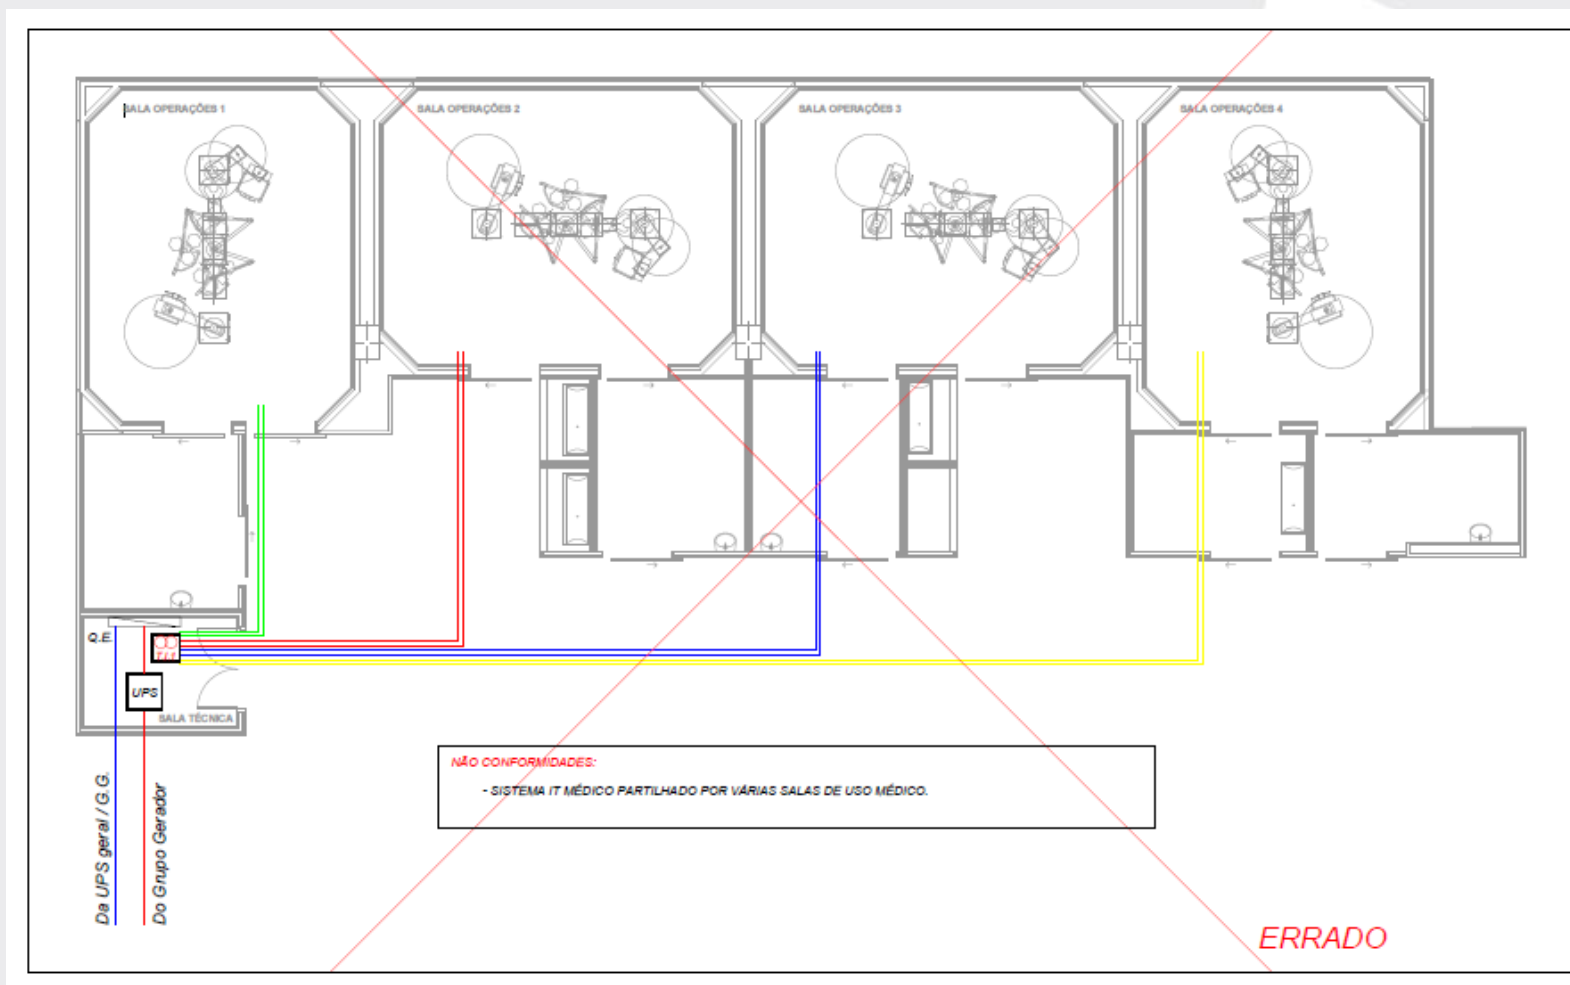 SALA OPERAÇÕES 1
SALA OPERAÇÕES 2
SALA OPERAÇÕES 3
SALA OPERAÇÕES 4
Q.E.
T.I.1
UPS
SALA TÉCNICA
Da UPS geral / G.G.
Do Grupo Gerador
NÃO CONFORMIDADES:
- SISTEMA IT MÉDICO PARTILHADO POR VÁRIAS SALAS DE USO MÉDICO.
ERRADO